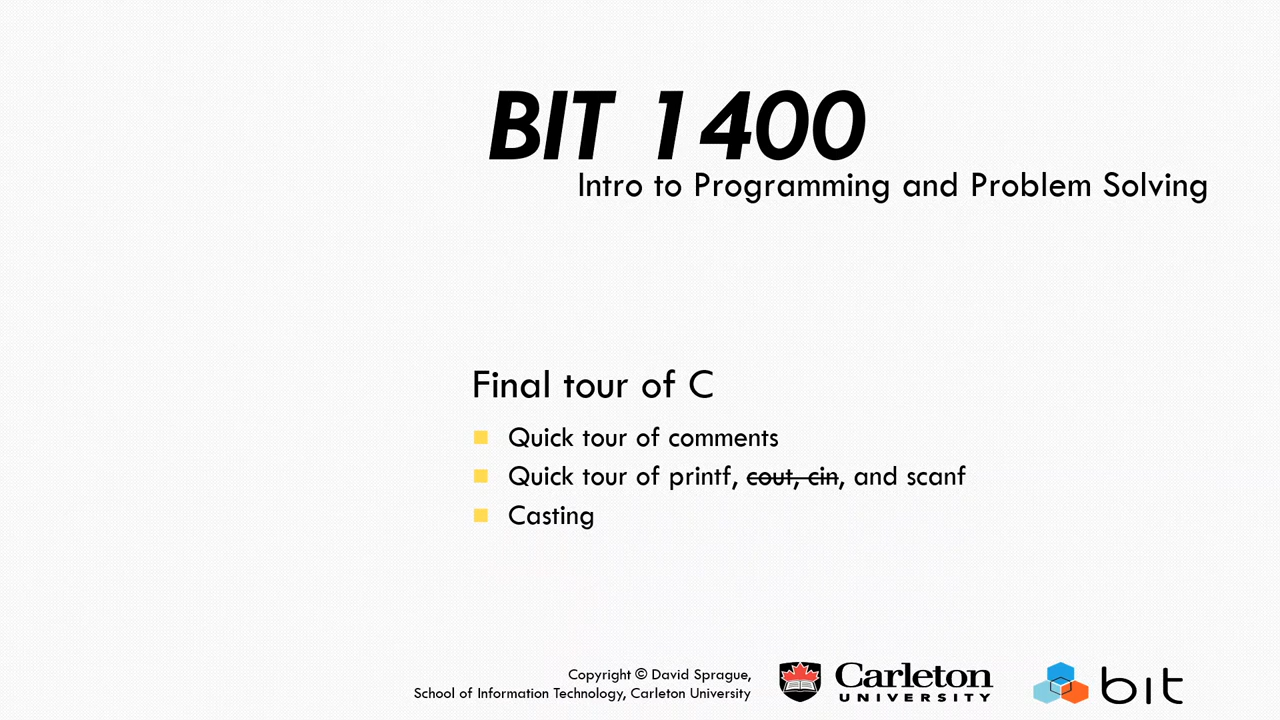 BIT 1400
Intro to Programming and Problem Solving
Final tour of C
Quick tour of comments
Quick tour of printf, cout, cin, and scanf
Casting
Copyright © David Sprague,
School of Information Technology, Carleton University
Carleton
UNIVERSITY
bit